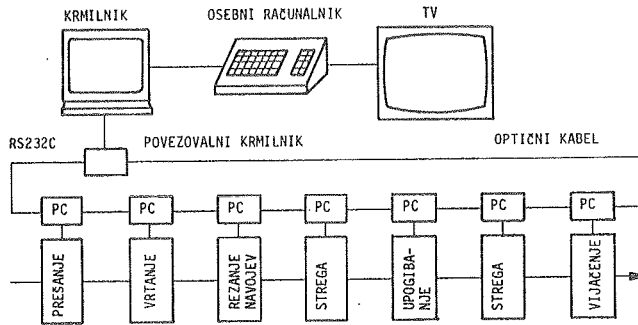 KRMILNIK
OSEBNI RAČUNALNIK
TV
RS232C
POVEZOVALNI KRMILNIK
OPTIČNI KABEL
PC
PC
PC
PC
PC
PC
PC
PREŠANJE
VRTANJE
REZANJE
NAVOJEV
STREGA
UPOGIBA-
NJE
STREGA
VIJAČENJE